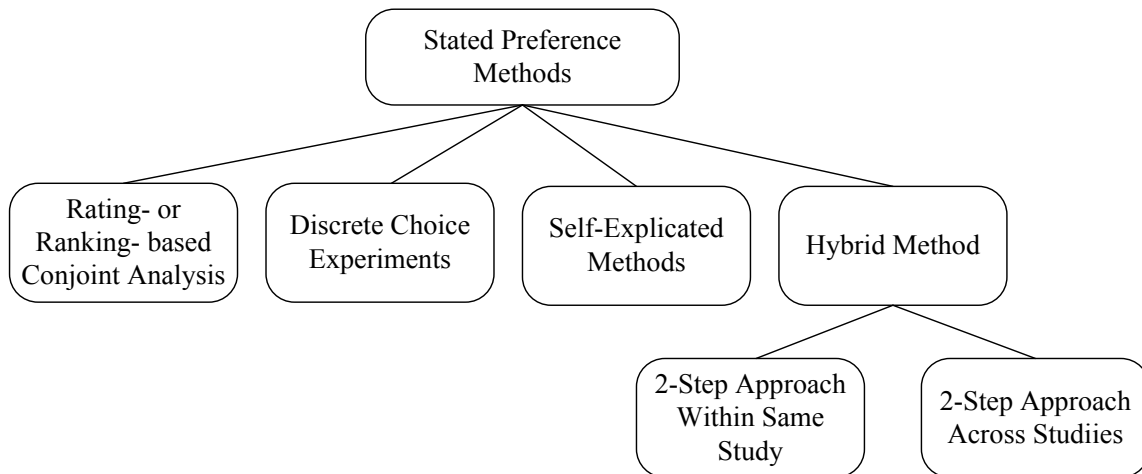 Stated Preference
Methods
Rating- or
Ranking- based
Conjoint Analysis
Discrete Choice
Experiments
Self-Explicated
Methods
Hybrid Method
2-Step Approach
Within Same
Study
2-Step Approach
Across Studiies